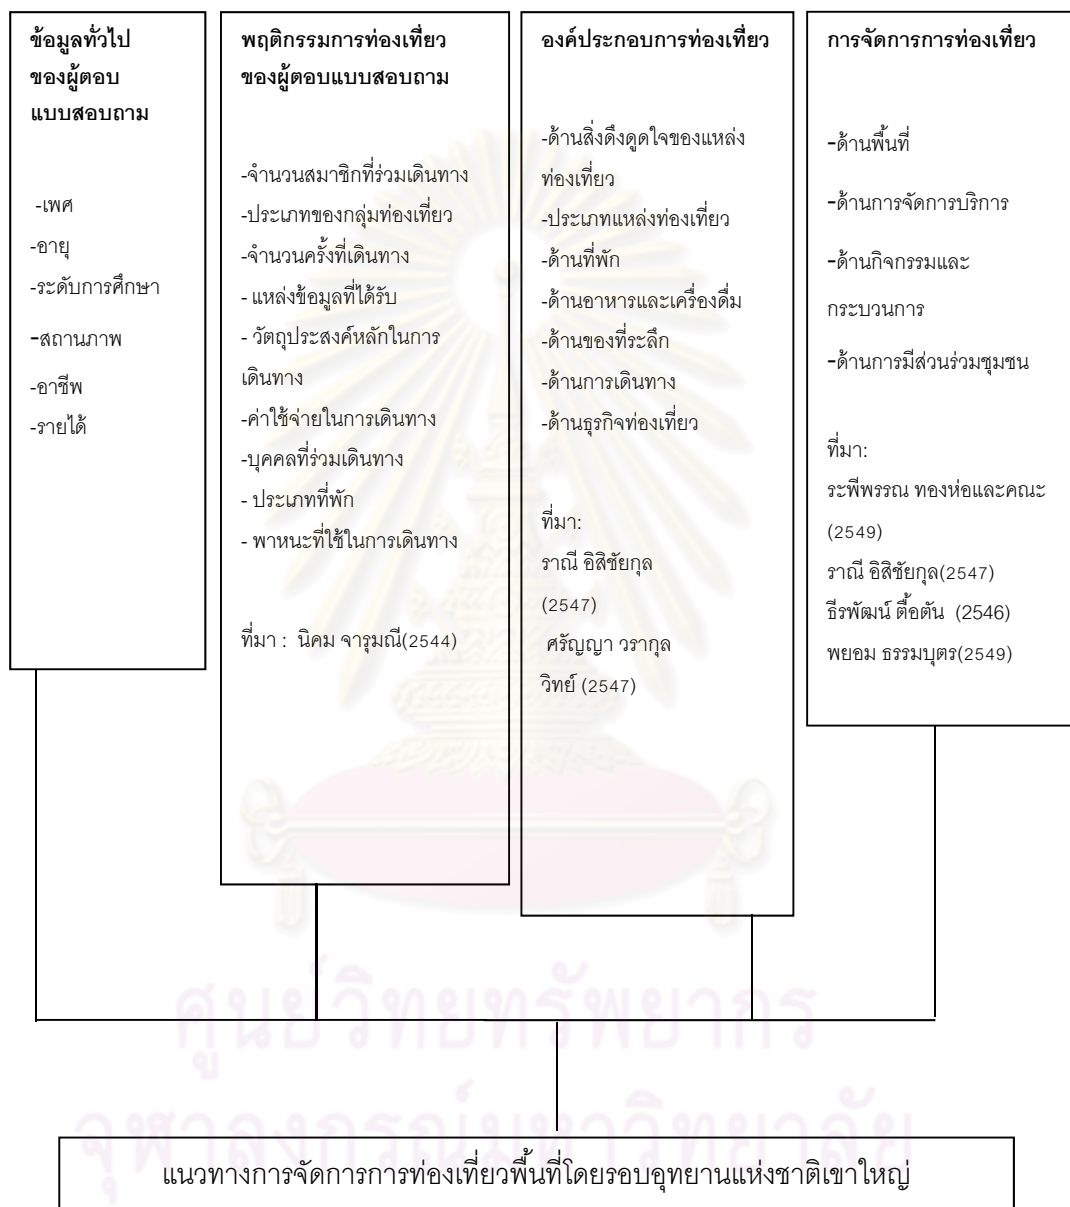 ข้อมูลทั่วไป
ของผู้ตอบ
แบบสอบถาม
-เพศ
-อายุ
-ระดับการศึกษา
-สถานภาพ
-อาชีพ
-รายได้
พฤติกรรมการท่องเที่ยว
ของผู้ตอบแบบสอบถาม
-จำนวนสมาชิกที่ร่วมเดินทาง
-ประเภทของกลุ่มท่องเที่ยว
-จำนวนครั้งที่เดินทาง
- แหล่งข้อมูลที่ได้รับ
- วัตถุประสงค์หลักในการ
เดินทาง
-ค่าใช้จ่ายในการเดินทาง
-บุคคลที่ร่วมเดินทาง
- ประเภทที่พัก
- พาหนะที่ใช้ในการเดินทาง
ที่มา : นิคม จารุมณี(2544)
องค์ประกอบการท่องเที่ยว
-ด้านสิ่งดึงดูดใจของแหล่ง
ท่องเที่ยว
-ประเภทแหล่งท่องเที่ยว
-ด้านที่พัก
-ด้านอาหารและเครื่องดื่ม
-ด้านของที่ระลึก
-ด้านการเดินทาง
-ด้านธุรกิจท่องเที่ยว
ที่มา:
ราณี อิสิชัยกุล
(2547)
ศรัญญา วรากุล
วิทย์ (2547)
การจัดการการท่องเที่ยว
-ด้านพื้นที่
-ด้านการจัดการบริการ
-ด้านกิจกรรมและ
กระบวนการ
-ด้านการมีส่วนร่วมชุมชน
ที่มา:
ระพีพรรณ ทองห่อและคณะ
(2549)
ราณี อิสิชัยกุล(2547)
ธีรพัฒน์ ตื้อตัน (2546)
พยอม ธรรมบุตร(2549)
ศูนย์วิทยทรัพยากร
จุฬาลงกรณ์มหาวิทยาลัย
แนวทางการจัดการการท่องเที่ยวพื้นที่โดยรอบอุทยานแห่งชาติเขาใหญ่